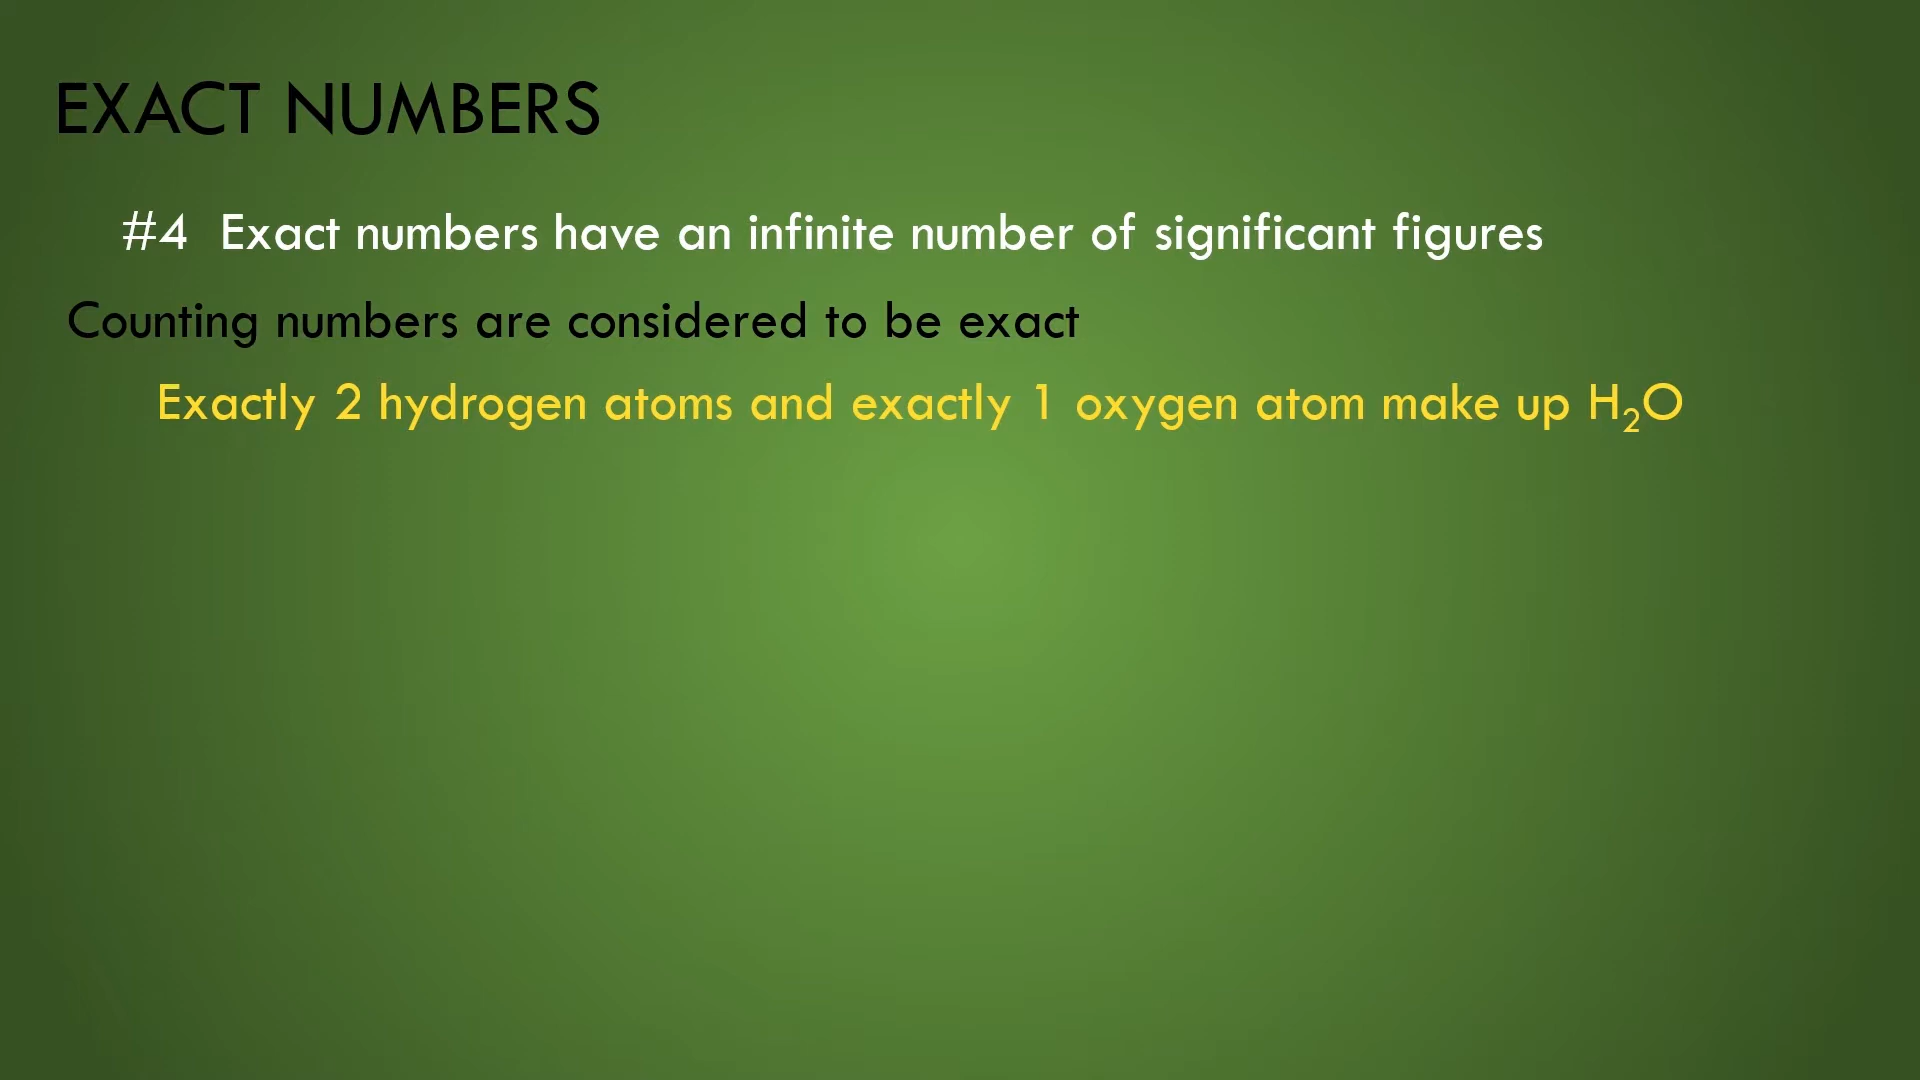 EXACT NUMBERS
#4 Exact numbers have an infinite number of significant figures
Counting numbers are considered to be exact
Exactly 2 hydrogen atoms and exactly 1 oxygen atom make up H₂O